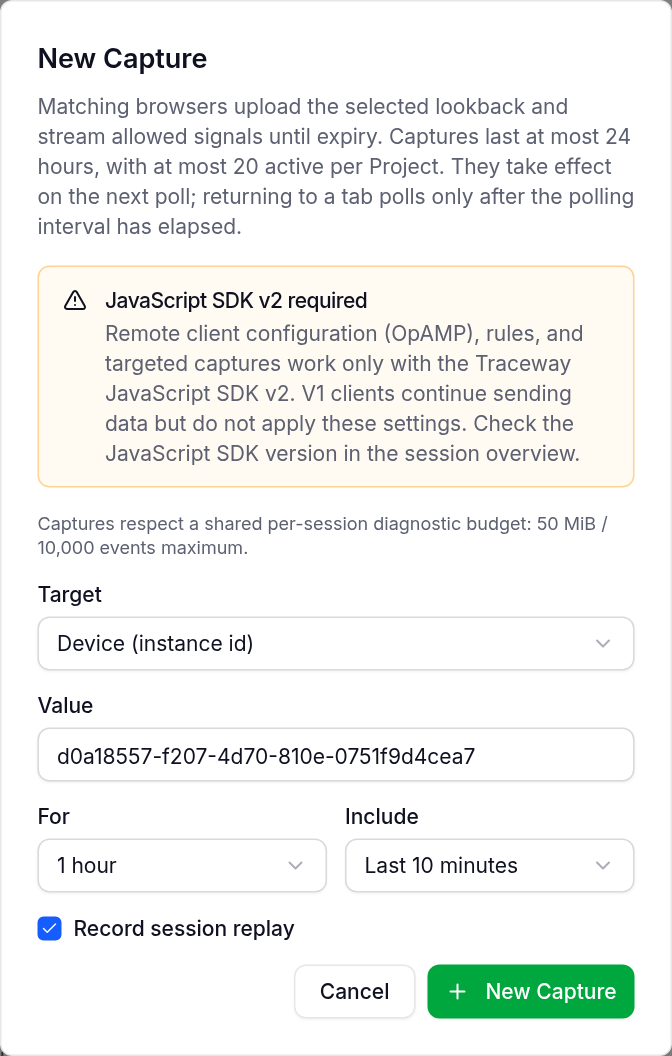 New Capture
Matching browsers upload the selected lookback and
stream allowed signals until expiry. Captures last at most 24
hours, with at most 20 active per Project. They take effect
on the next poll; returning to a tab polls only after the polling
interval has elapsed.
JavaScript SDK v2 required
Remote client configuration (OpAMP), rules, and
targeted captures work only with the Traceway
JavaScript SDK v2. V1 clients continue sending
data but do not apply these settings. Check the
JavaScript SDK version in the session overview.
Captures respect a shared per-session diagnostic budget: 50 MiB /
10,000 events maximum.
Target
Device (instance id)
Value
d0a18557-f207-4d70-810e-0751f9d4cea7
For
Include
1 hour
Last 10 minutes
Record session replay
Cancel
+ New Capture